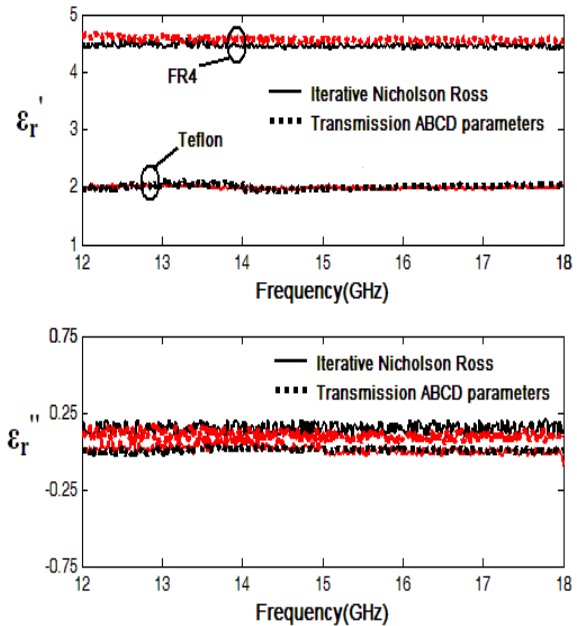 5
FR4
4
Iterative Nicholson Ross
εr'
3
Transmission ABCD parameters
Teflon
2
1
12 13 14 15 16 17 18
Frequency(GHz)
0.75
Iterative Nicholson Ross
Transmission ABCD parameters
0.25
εr''
-0.25
-0.75
12 13 14 15 16 17 18
Frequency(GHz)